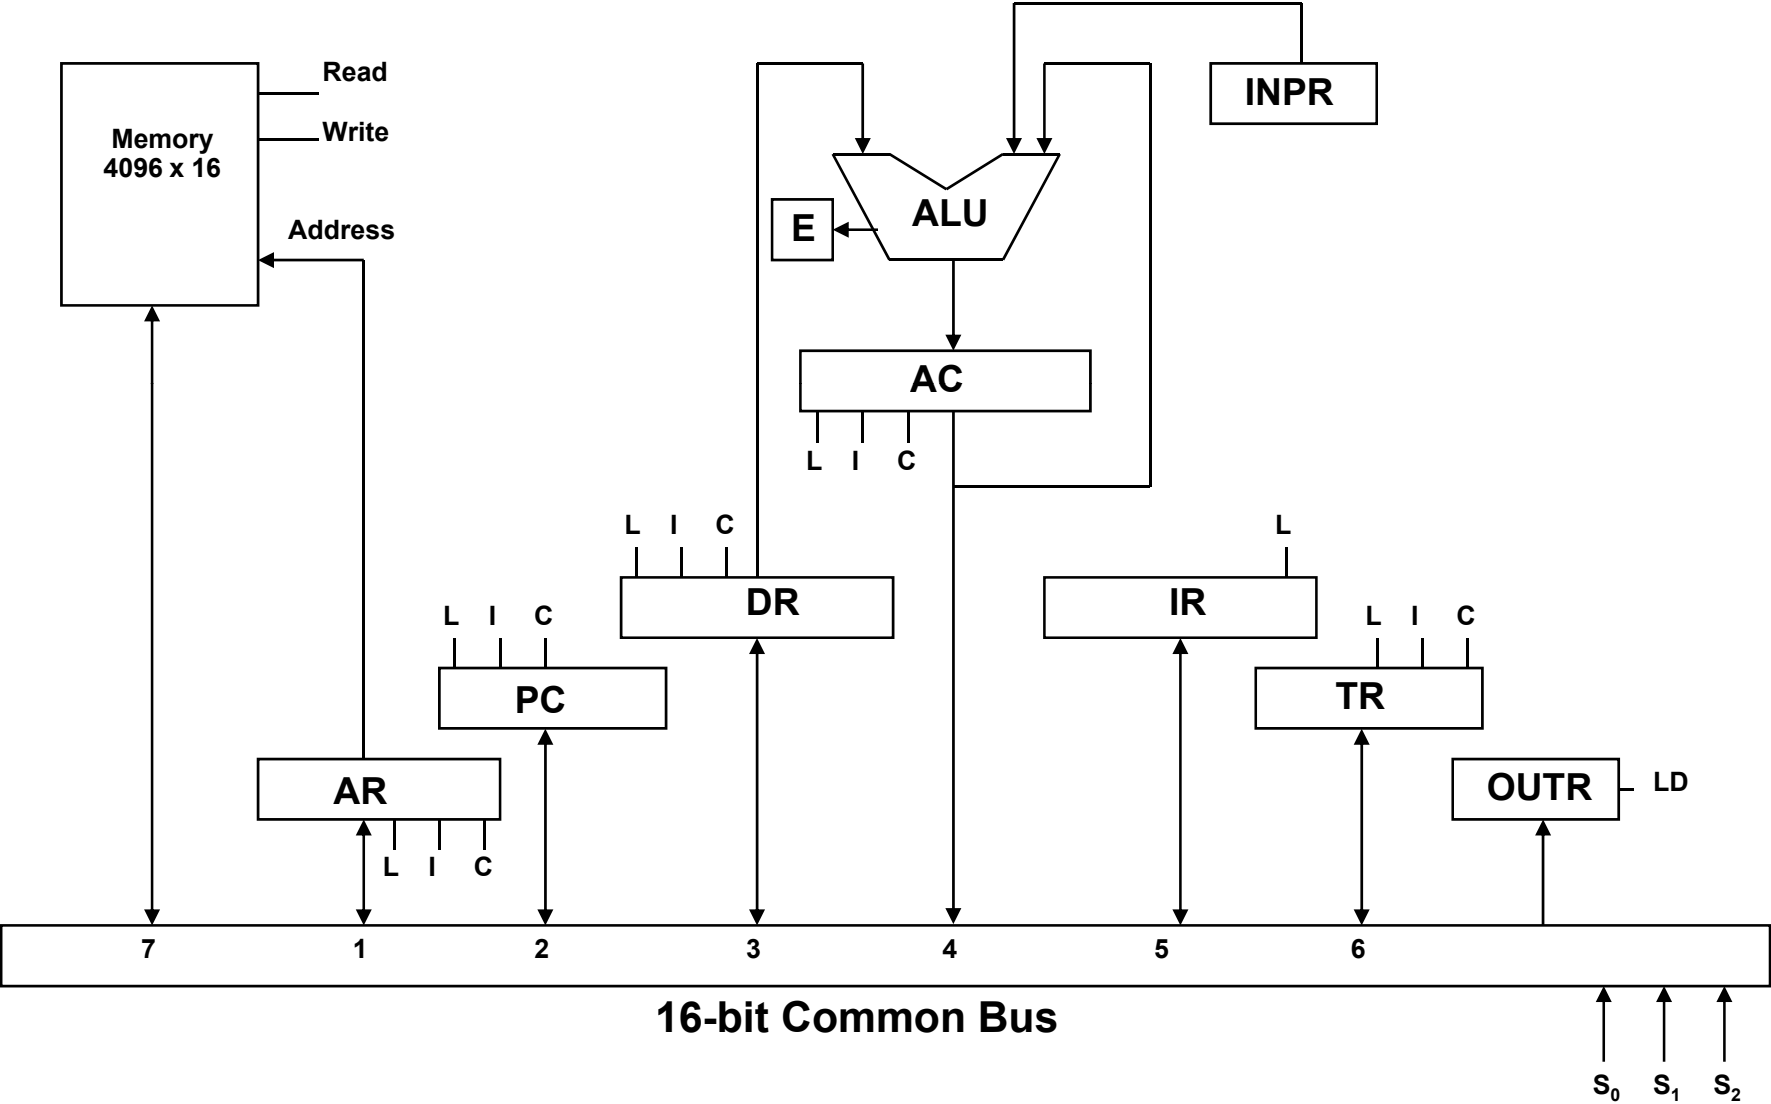 Read
INPR
Write
Memory
4096 x 16
ALU
E
Address
AC
L I C
L I C
L
DR
IR
L I C
L I C
PC
TR
AR
OUTR
LD
L I C
7 1 2 3 4 5 6
16-bit Common Bus
S₀ S₁ S₂